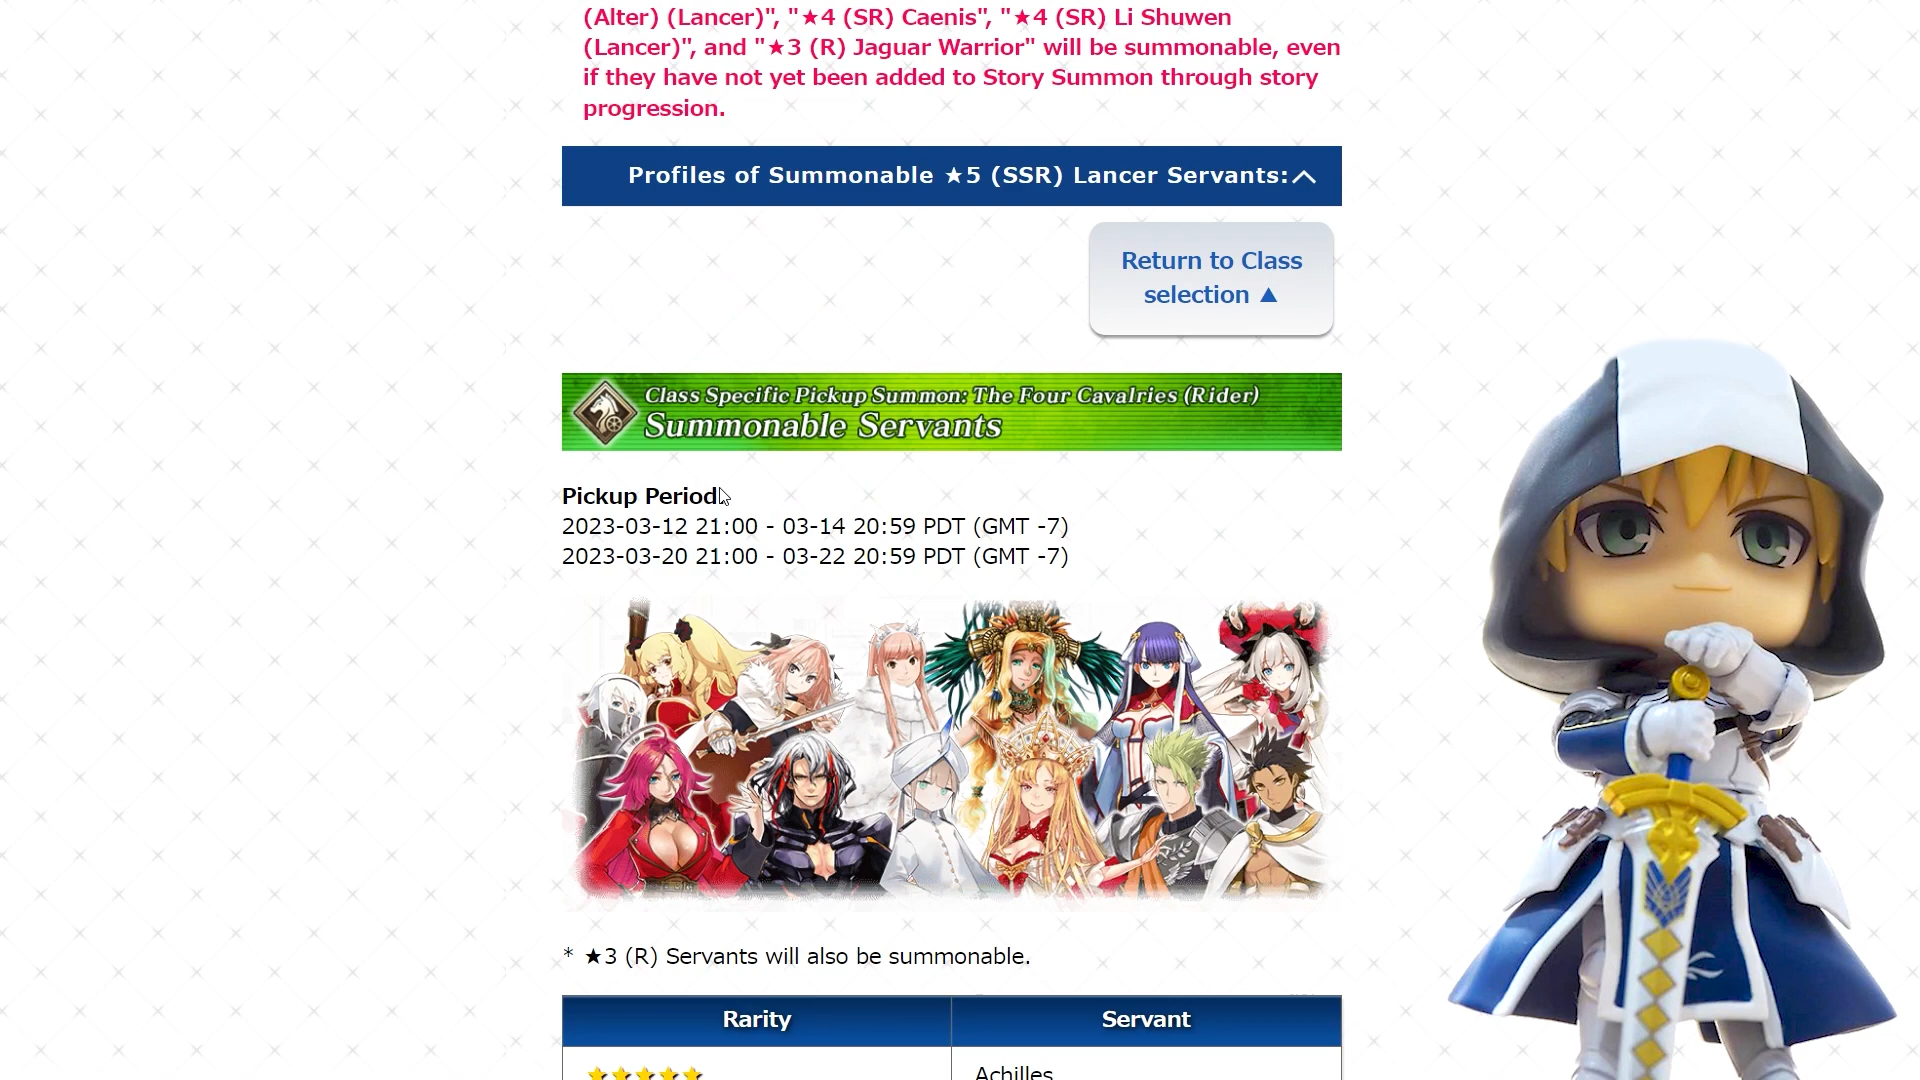 (Alter) (Lancer)", "★4 (SR) Caenis", "★4 (SR) Li Shuwen
(Lancer)", and "★3 (R) Jaguar Warrior" will be summonable, even
if they have not yet been added to Story Summon through story
progression.
Profiles of Summonable ★5 (SSR) Lancer Servants:
Return to Class
selection ▲
Class Specific Pickup Summon: The Four Cavalries (Rider)
Summonable Servants
Pickup Period:
2023-03-12 21:00 - 03-14 20:59 PDT (GMT -7)
2023-03-20 21:00 - 03-22 20:59 PDT (GMT -7)
* ★3 (R) Servants will also be summonable.
Rarity
Servant
★★★★★
Achilles